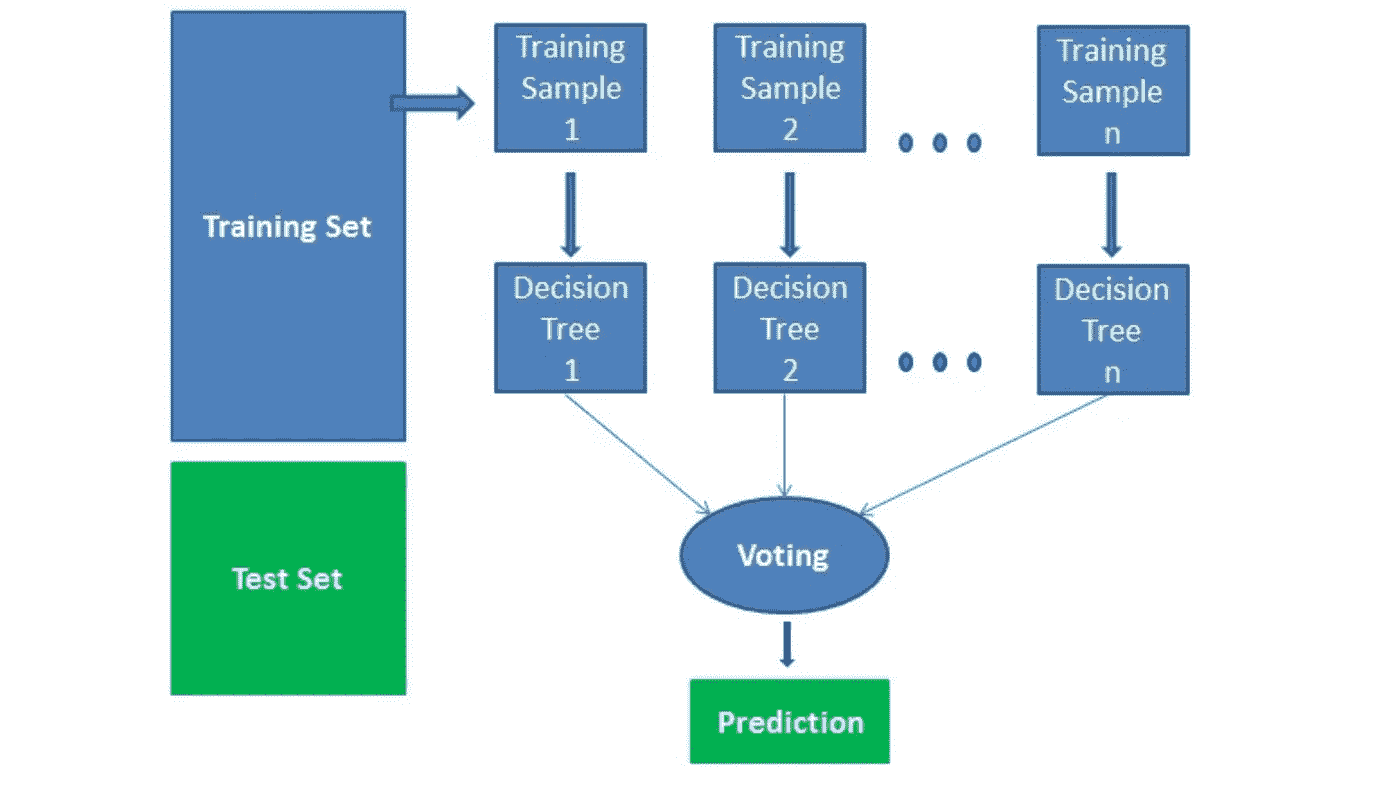 Training Set
Training
Sample
1
Training
Sample
2
Training
Sample
n
Decision
Tree
1
Decision
Tree
2
Decision
Tree
n
Test Set
Voting
Prediction